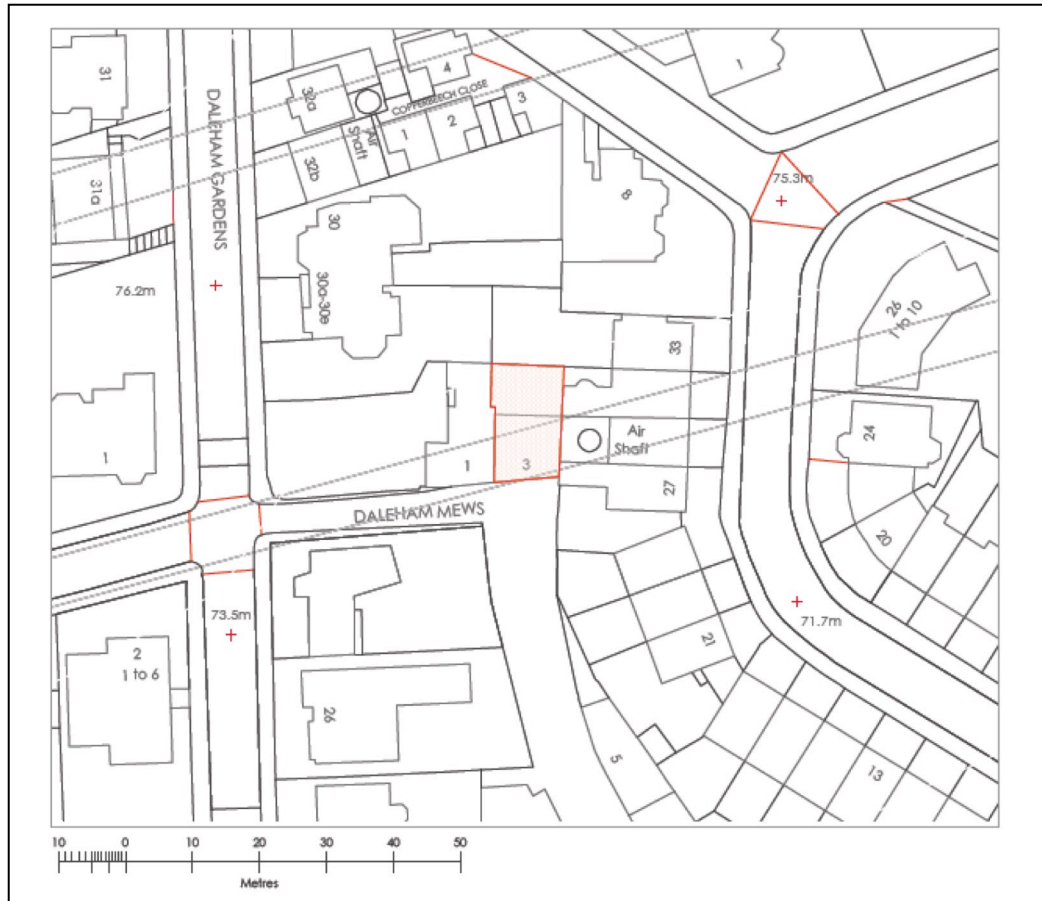 31
DALEHAM GARDENS
32a
4
COPPERBEECH CLOSE
1
3
1
2
Air
Shaft
32b
31a
75.3m
8
30
30a-30e
76.2m
26
1 to 10
33
1
24
Air
Shaft
1
3
27
DALEHAM MEWS
20
73.5m
71.7m
2
1 to 6
21
26
5
13
10 0 10 20 30 40 50
Metres